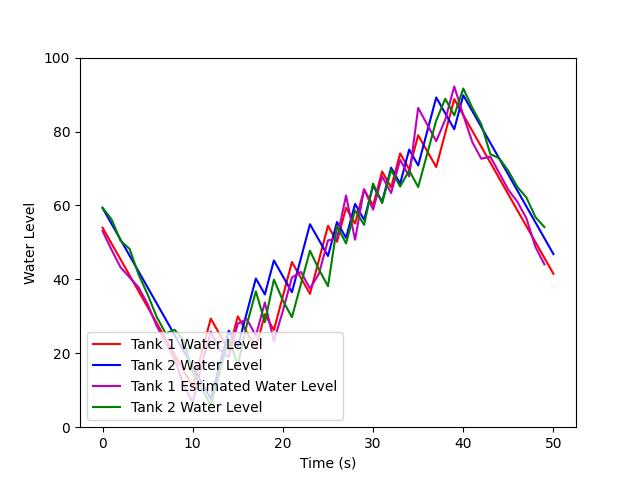 100
80
60
40
20
0
Water Level
Tank 1 Water Level
Tank 2 Water Level
Tank 1 Estimated Water Level
Tank 2 Water Level
0 10 20 30 40 50
Time (s)